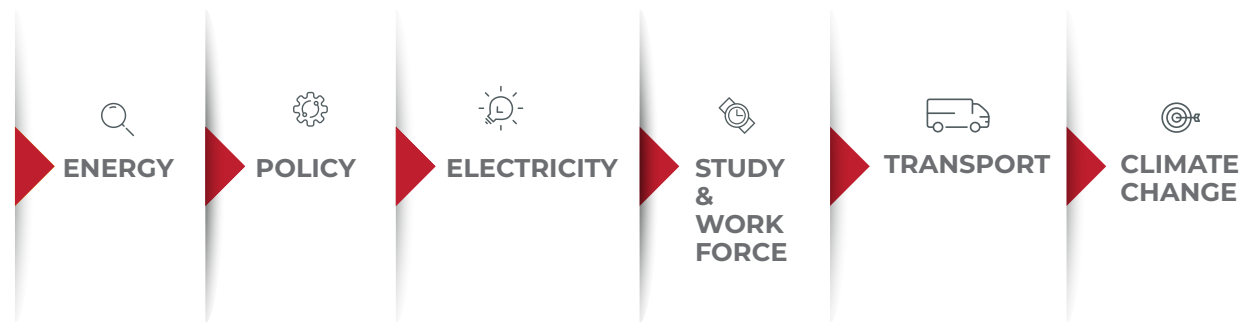 ENERGY
POLICY
ELECTRICITY
STUDY
&
WORK
FORCE
TRANSPORT
CLIMATE
CHANGE